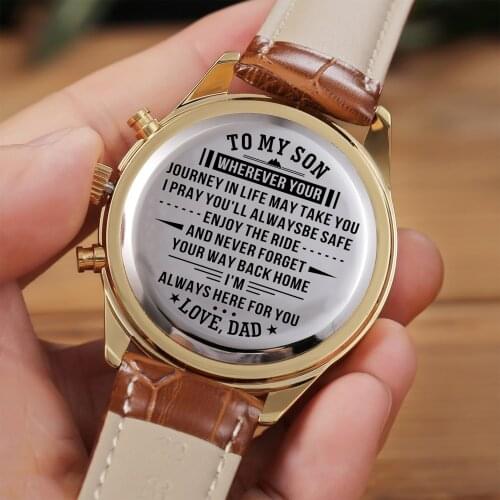 TO MY SON
WHEREVER YOUR
JOURNEY IN LIFE MAY TAKE YOU
I PRAY YOU'LL ALWAYSBE SAFE
ENJOY THE RIDE
AND NEVER FORGET
YOUR WAY BACK HOME
I'M
ALWAYS HERE FOR YOU
LOVE, DAD